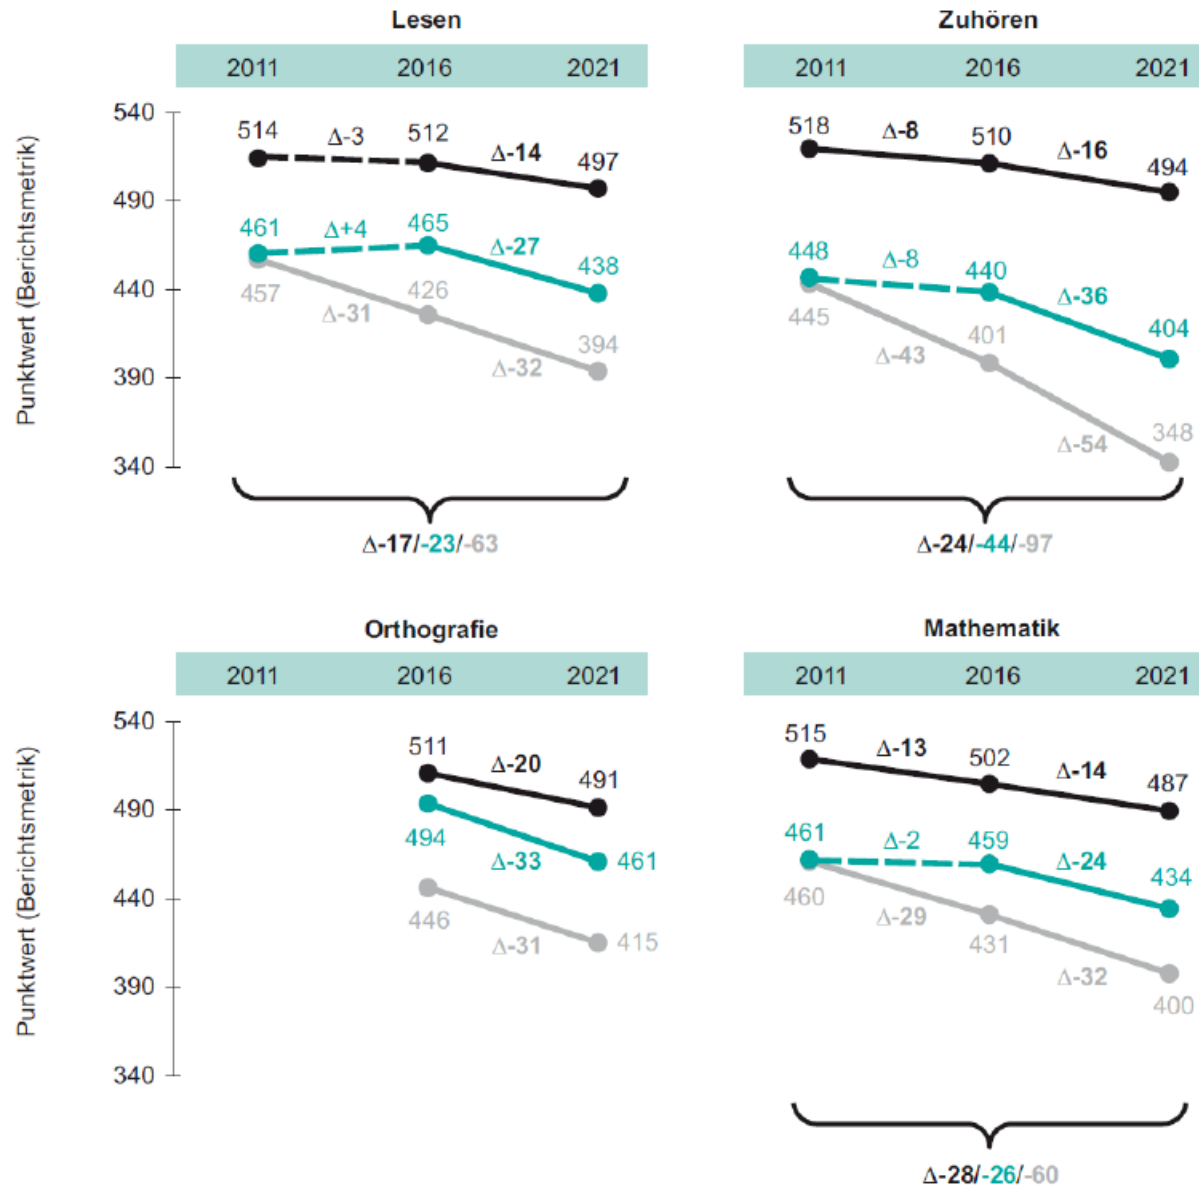 Lesen
2011 2016 2021
Punktwert (Berichtsmetrik)
540
490
440
390
340
514 Δ-3 512 Δ-14 497
461 Δ+4 465 Δ-27 438
457 Δ-31 426 Δ-32 394
Δ-17/-23/-63
Zuhören
2011 2016 2021
518 Δ-8 510 Δ-16 494
448 Δ-8 440 Δ-36 404
445 Δ-43 401 Δ-54 348
Δ-24/-44/-97
Orthografie
2011 2016 2021
Punktwert (Berichtsmetrik)
540
490
440
390
340
511 Δ-20 491
494 Δ-33 461
446 Δ-31 415
Mathematik
2011 2016 2021
515 Δ-13 502 Δ-14 487
461 Δ-2 459 Δ-24 434
460 Δ-29 431 Δ-32 400
Δ-28/-26/-60